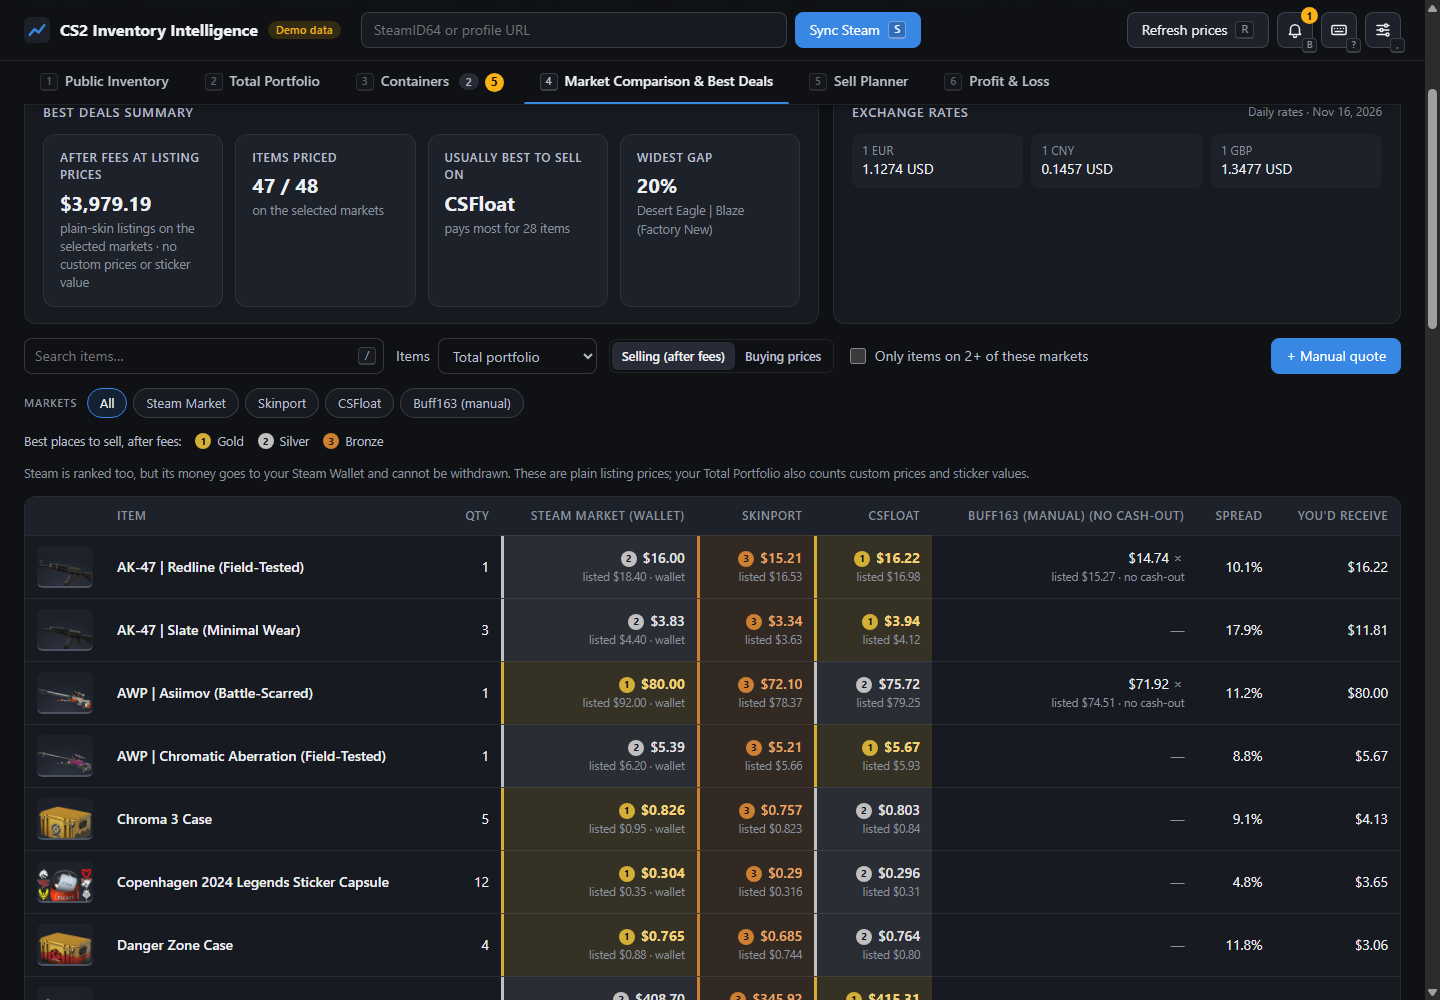 CS2 Inventory Intelligence
Demo data
SteamID64 or profile URL
Sync Steam S
Refresh prices R
1
B
?
,
1 Public Inventory
2 Total Portfolio
3 Containers 2 5
4 Market Comparison & Best Deals
5 Sell Planner
6 Profit & Loss
BEST DEALS SUMMARY
AFTER FEES AT LISTING
PRICES
$3,979.19
plain-skin listings on the
selected markets · no
custom prices or sticker
value
ITEMS PRICED
47 / 48
on the selected markets
USUALLY BEST TO SELL
ON
CSFloat
pays most for 28 items
WIDEST GAP
20%
Desert Eagle | Blaze
(Factory New)
EXCHANGE RATES
Daily rates · Nov 16, 2026
1 EUR
1.1274 USD
1 CNY
0.1457 USD
1 GBP
1.3477 USD
Search items... /
Items
Total portfolio
Selling (after fees)
Buying prices
Only items on 2+ of these markets
+ Manual quote
MARKETS
All
Steam Market
Skinport
CSFloat
Buff163 (manual)
Best places to sell, after fees: 1 Gold 2 Silver 3 Bronze
Steam is ranked too, but its money goes to your Steam Wallet and cannot be withdrawn. These are plain listing prices; your Total Portfolio also counts custom prices and sticker values.
ITEM QTY STEAM MARKET (WALLET) SKINPORT CSFLOAT BUFF163 (MANUAL) (NO CASH-OUT) SPREAD YOU'D RECEIVE
AK-47 | Redline (Field-Tested) 1 2 $16.00 3 $15.21 1 $16.22 $14.74 × 10.1% $16.22
listed $18.40 · wallet listed $16.53 listed $16.98 listed $15.27 · no cash-out
AK-47 | Slate (Minimal Wear) 3 2 $3.83 3 $3.34 1 $3.94 — 17.9% $11.81
listed $4.40 · wallet listed $3.63 listed $4.12
AWP | Asiimov (Battle-Scarred) 1 1 $80.00 3 $72.10 2 $75.72 $71.92 × 11.2% $80.00
listed $92.00 · wallet listed $78.37 listed $79.25 listed $74.51 · no cash-out
AWP | Chromatic Aberration (Field-Tested) 1 2 $5.39 3 $5.21 1 $5.67 — 8.8% $5.67
listed $6.20 · wallet listed $5.66 listed $5.93
Chroma 3 Case 5 1 $0.826 3 $0.757 2 $0.803 — 9.1% $4.13
listed $0.95 · wallet listed $0.823 listed $0.84
Copenhagen 2024 Legends Sticker Capsule 12 1 $0.304 3 $0.29 2 $0.296 — 4.8% $3.65
listed $0.35 · wallet listed $0.316 listed $0.31
Danger Zone Case 4 1 $0.765 3 $0.685 2 $0.764 — 11.8% $3.06
listed $0.88 · wallet listed $0.744 listed $0.80
2 $408.70 3 $345.92 1 $415.31